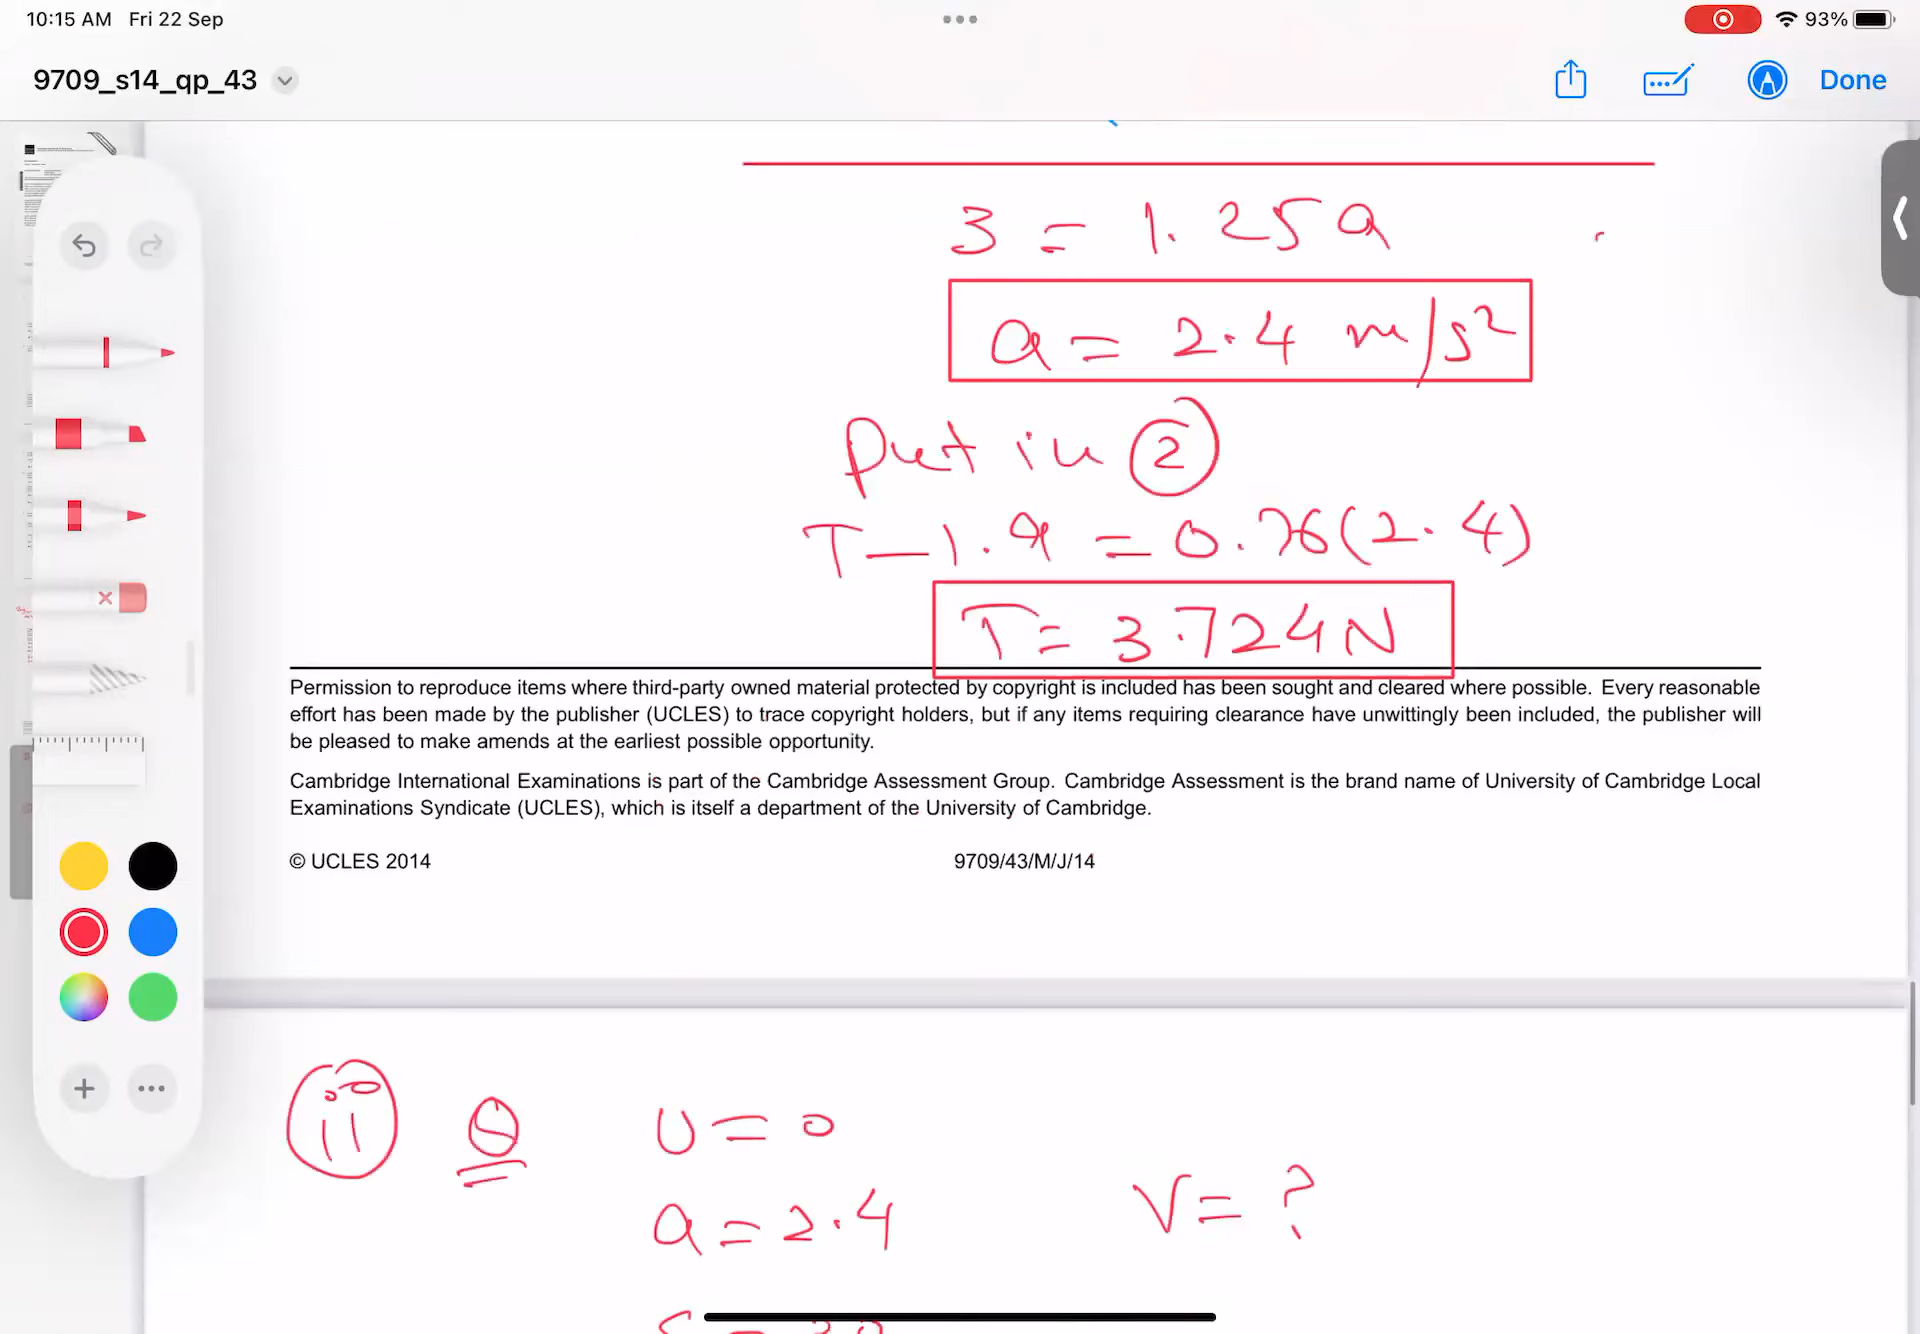 10:15 AM Fri 22 Sep
93%
9709_s14_qp_43
Done
3 = 1.25a
a = 2.4 m/s²
Put in ②
T - 1.9 = 0.76(2.4)
T = 3.724N
Permission to reproduce items where third-party owned material protected by copyright is included has been sought and cleared where possible. Every reasonable
effort has been made by the publisher (UCLES) to trace copyright holders, but if any items requiring clearance have unwittingly been included, the publisher will
be pleased to make amends at the earliest possible opportunity.
Cambridge International Examinations is part of the Cambridge Assessment Group. Cambridge Assessment is the brand name of University of Cambridge Local
Examinations Syndicate (UCLES), which is itself a department of the University of Cambridge.
© UCLES 2014
9709/43/M/J/14
ii
U = 0
a = 2.4
V = ?